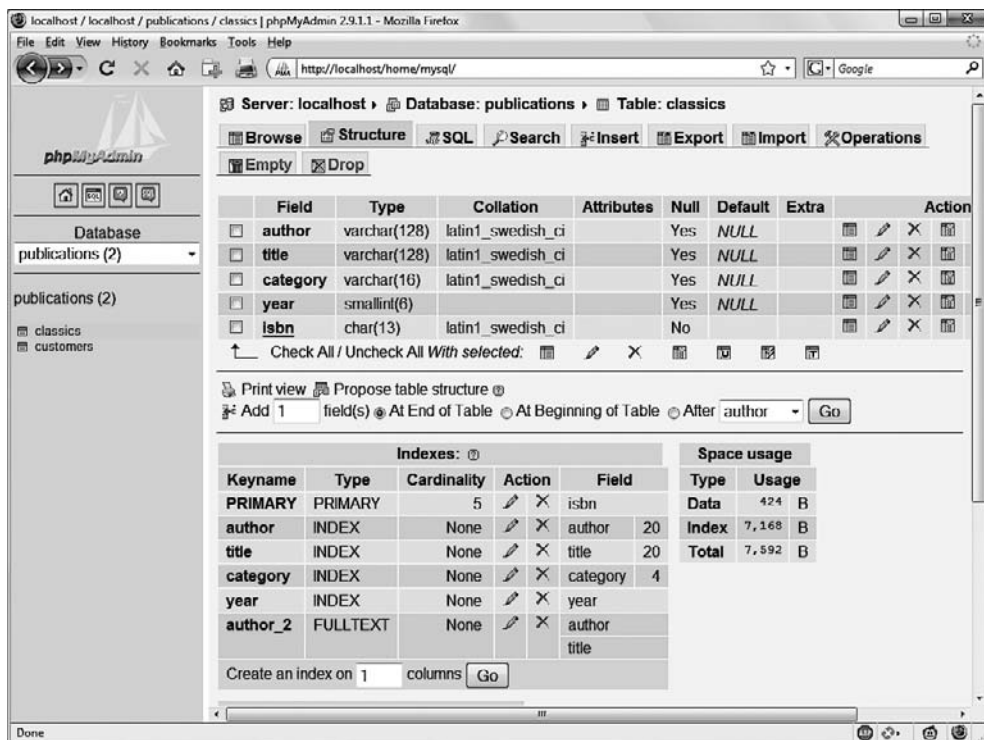 localhost / localhost / publications / classics | phpMyAdmin 2.9.1.1 - Mozilla Firefox
File Edit View History Bookmarks Tools Help
http://localhost/home/mysql/
Google
phpMyAdmin
SQL
Database
publications (2)
publications (2)
classics
customers
Server: localhost Database: publications Table: classics
Browse Structure SQL Search Insert Export Import Operations
Empty Drop
Field Type Collation Attributes Null Default Extra Action
author varchar(128) latin1_swedish_ci Yes NULL
title varchar(128) latin1_swedish_ci Yes NULL
category varchar(16) latin1_swedish_ci Yes NULL
year smallint(6) Yes NULL
isbn char(13) latin1_swedish_ci No
Check All / Uncheck All With selected:
Print view Propose table structure
Add 1 field(s) At End of Table At Beginning of Table After author Go
Indexes:
Keyname Type Cardinality Action Field
PRIMARY PRIMARY 5 isbn
author INDEX None author 20
title INDEX None title 20
category INDEX None category 4
year INDEX None year
author_2 FULLTEXT None author
title
Create an index on 1 columns Go
Space usage
Type Usage
Data 424 B
Index 7,168 B
Total 7,592 B
Done